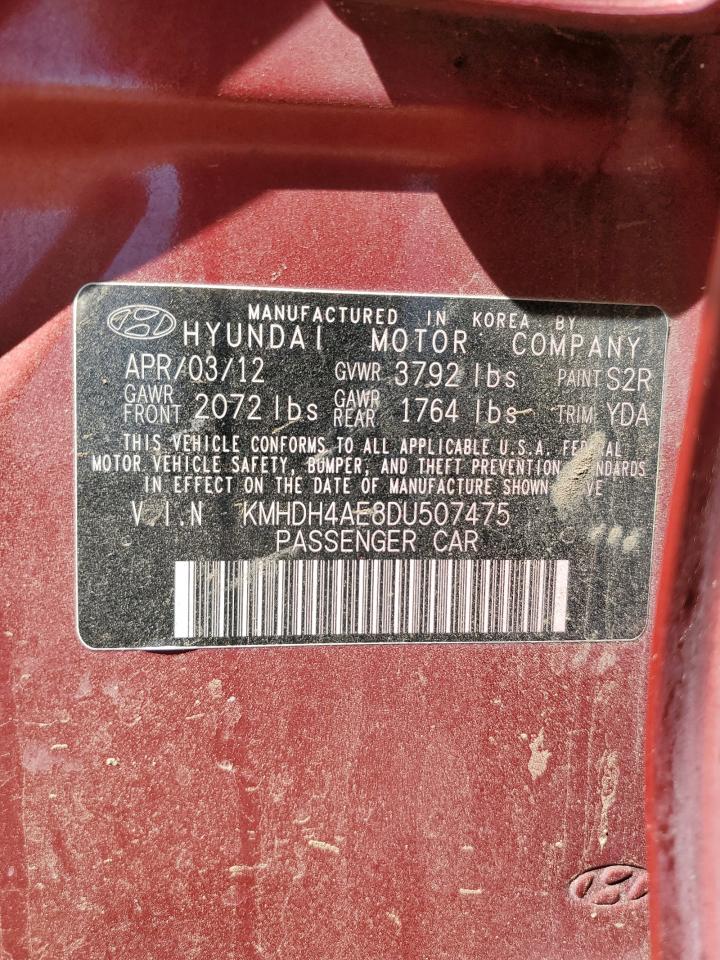 MANUFACTURED IN KOREA BY
HYUNDAI MOTOR COMPANY
APR/03/12 GVWR 3792 lbs PAINT S2R
GAWR FRONT 2072 lbs GAWR REAR 1764 lbs TRIM YDA
THIS VEHICLE CONFORMS TO ALL APPLICABLE U.S.A. FEDERAL
MOTOR VEHICLE SAFETY, BUMPER, AND THEFT PREVENTION STANDARDS
IN EFFECT ON THE DATE OF MANUFACTURE SHOWN
V.I.N KMHDH4AE8DU507475
PASSENGER CAR